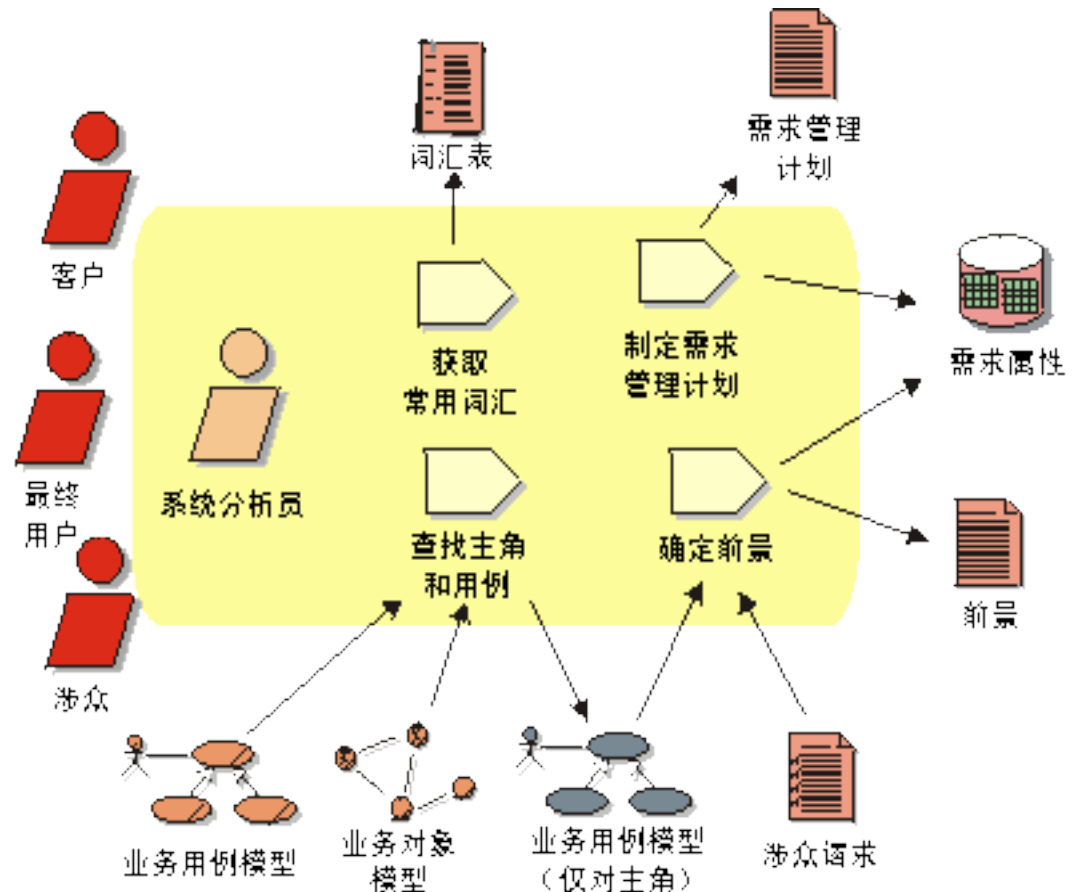 词汇表
需求管理
计划
客户
获取
常用词汇
制定需求
管理计划
需求属性
最终
用户
系统分析员
查找主角
和用例
确定前景
前景
涉众
业务用例模型
业务对象
模型
业务用例模型
（仅对主角）
涉众请求